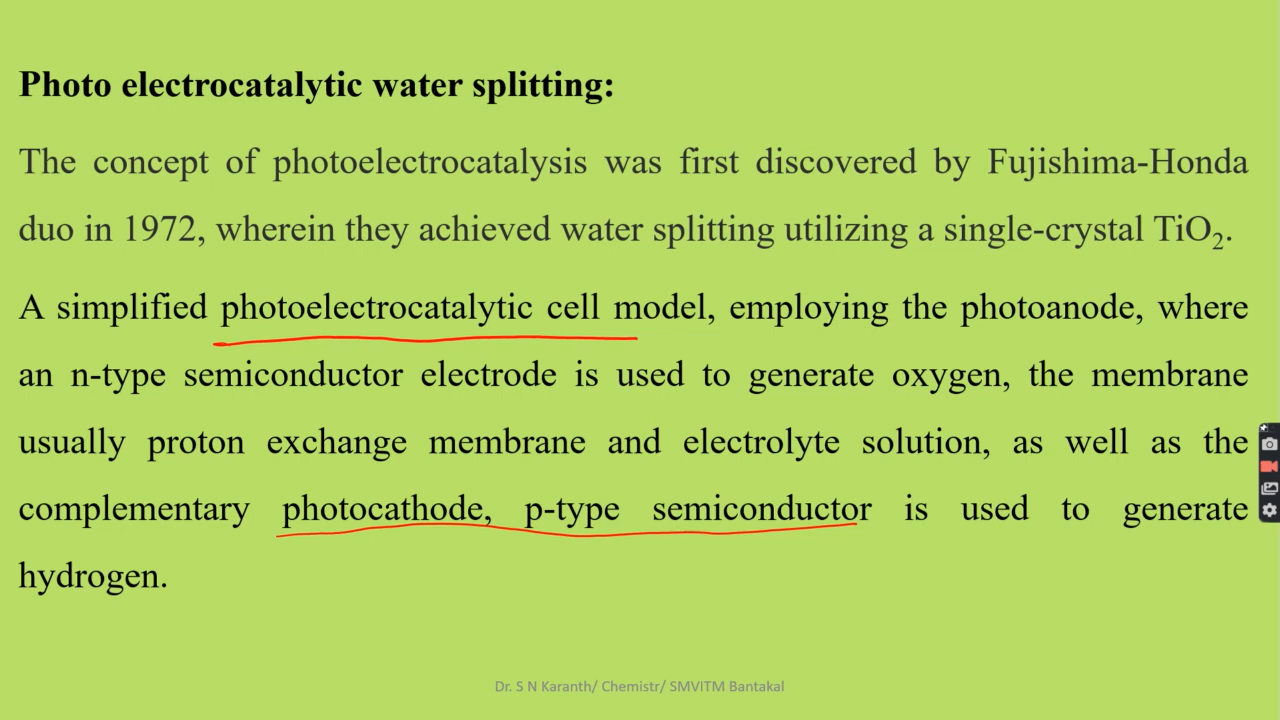 Photo electrocatalytic water splitting:
The concept of photoelectrocatalysis was first discovered by Fujishima-Honda
duo in 1972, wherein they achieved water splitting utilizing a single-crystal TiO₂.
A simplified photoelectrocatalytic cell model, employing the photoanode, where
an n-type semiconductor electrode is used to generate oxygen, the membrane
usually proton exchange membrane and electrolyte solution, as well as the
complementary photocathode, p-type semiconductor is used to generate
hydrogen.
Dr. S N Karanth/ Chemistr/ SMVITM Bantakal